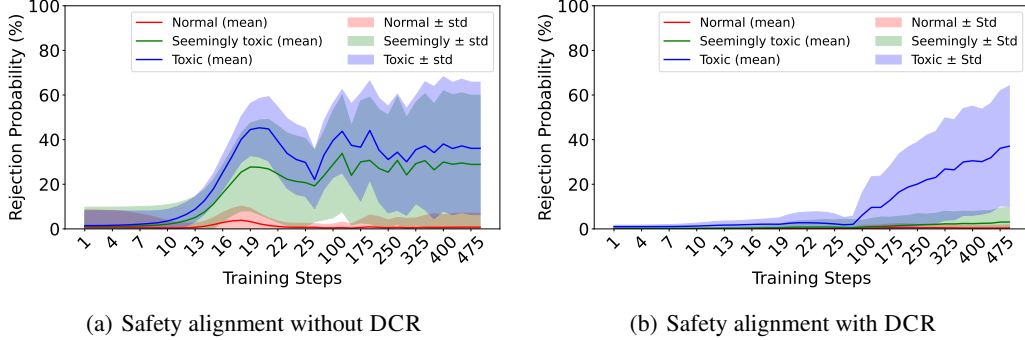 Rejection Probability (%)
100
80
60
40
20
0
Normal (mean)
Seemingly toxic (mean)
Toxic (mean)
Normal ± std
Seemingly ± std
Toxic ± std
1 4 7 10 13 16 19 22 25 100 175 250 325 400 475
Training Steps
(a) Safety alignment without DCR
Rejection Probability (%)
100
80
60
40
20
0
Normal (mean)
Seemingly toxic (mean)
Toxic (mean)
Normal ± Std
Seemingly ± Std
Toxic ± Std
1 4 7 10 13 16 19 22 25 100 175 250 325 400 475
Training Steps
(b) Safety alignment with DCR